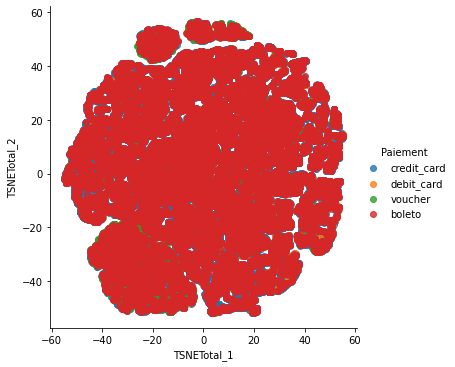 60
40
20
0
−20
−40
TSNETotal_2
−60
−40
−20
0
20
40
60
TSNETotal_1
Paiement
credit_card
debit_card
voucher
boleto